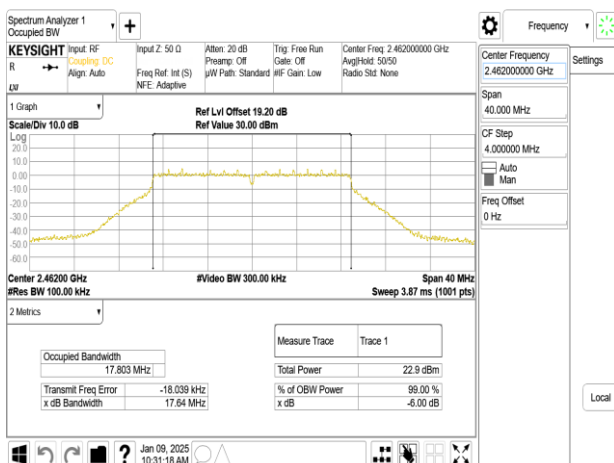 Spectrum Analyzer 1
Occupied BW
Frequency
KEYSIGHT
Input: RF
Coupling: DC
Align: Auto
R
LXI
Input Z: 50 Ω
Freq Ref: Int (S)
NFE: Adaptive
Atten: 20 dB
Preamp: Off
µW Path: Standard
Trig: Free Run
Gate: Off
#IF Gain: Low
Center Freq: 2.462000000 GHz
Avg|Hold: 50/50
Radio Std: None
Center Frequency
2.462000000 GHz
Settings
Span
40.000 MHz
CF Step
4.000000 MHz
Auto
Man
Freq Offset
0 Hz
Local
1 Graph
Scale/Div 10.0 dB
Ref Lvl Offset 19.20 dB
Ref Value 30.00 dBm
Log
20.0
10.0
0.00
-10.0
-20.0
-30.0
-40.0
-50.0
-60.0
Center 2.46200 GHz
#Res BW 100.00 kHz
#Video BW 300.00 kHz
Span 40 MHz
Sweep 3.87 ms (1001 pts)
2 Metrics
Occupied Bandwidth
17.803 MHz
Transmit Freq Error -18.039 kHz
x dB Bandwidth 17.64 MHz
Measure Trace Trace 1
Total Power 22.9 dBm
% of OBW Power 99.00 %
x dB -6.00 dB
Jan 09, 2025
10:31:18 AM